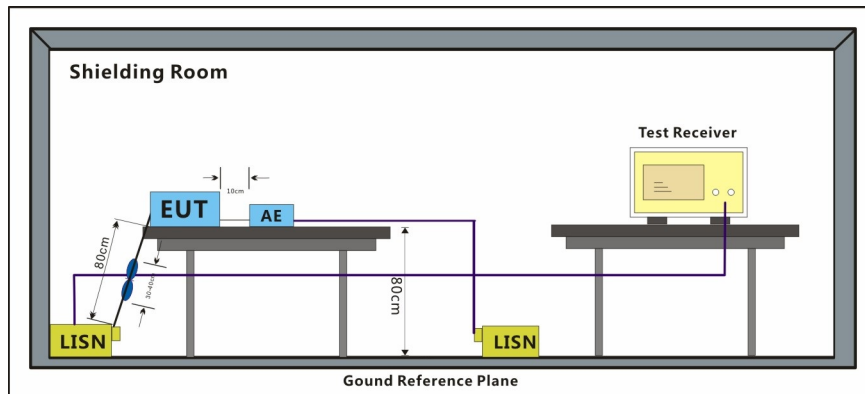 Shielding Room
Test Receiver
10cm
EUT
AE
80cm
30-40cm
80cm
LISN
LISN
Gound Reference Plane